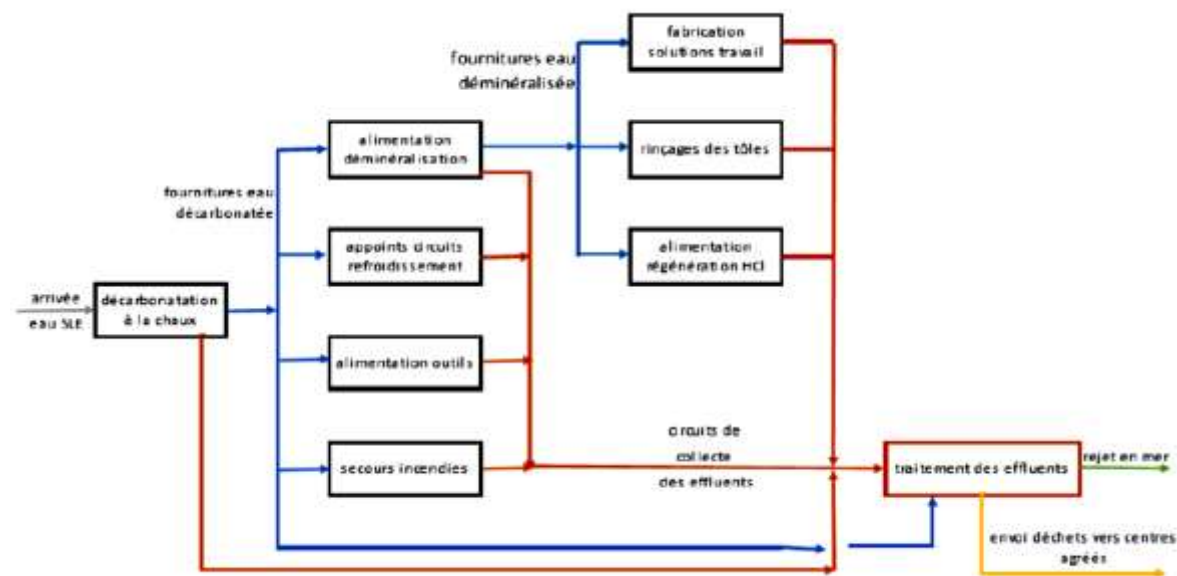 fabrication
solutions travail
fournitures eau
déminéralisée
alimentation
déminéralisation
rinçages des tôles
fournitures eau
décarbonatée
appoints circuits
refroidissement
alimentation
régénération HCl
arrivée
eau SLE
décarbonatation
à la chaux
alimentation outils
circuits de
collecte
des effluents
secours incendies
traitement des effluents
rejet en mer
envoi déchets vers centres
agréés